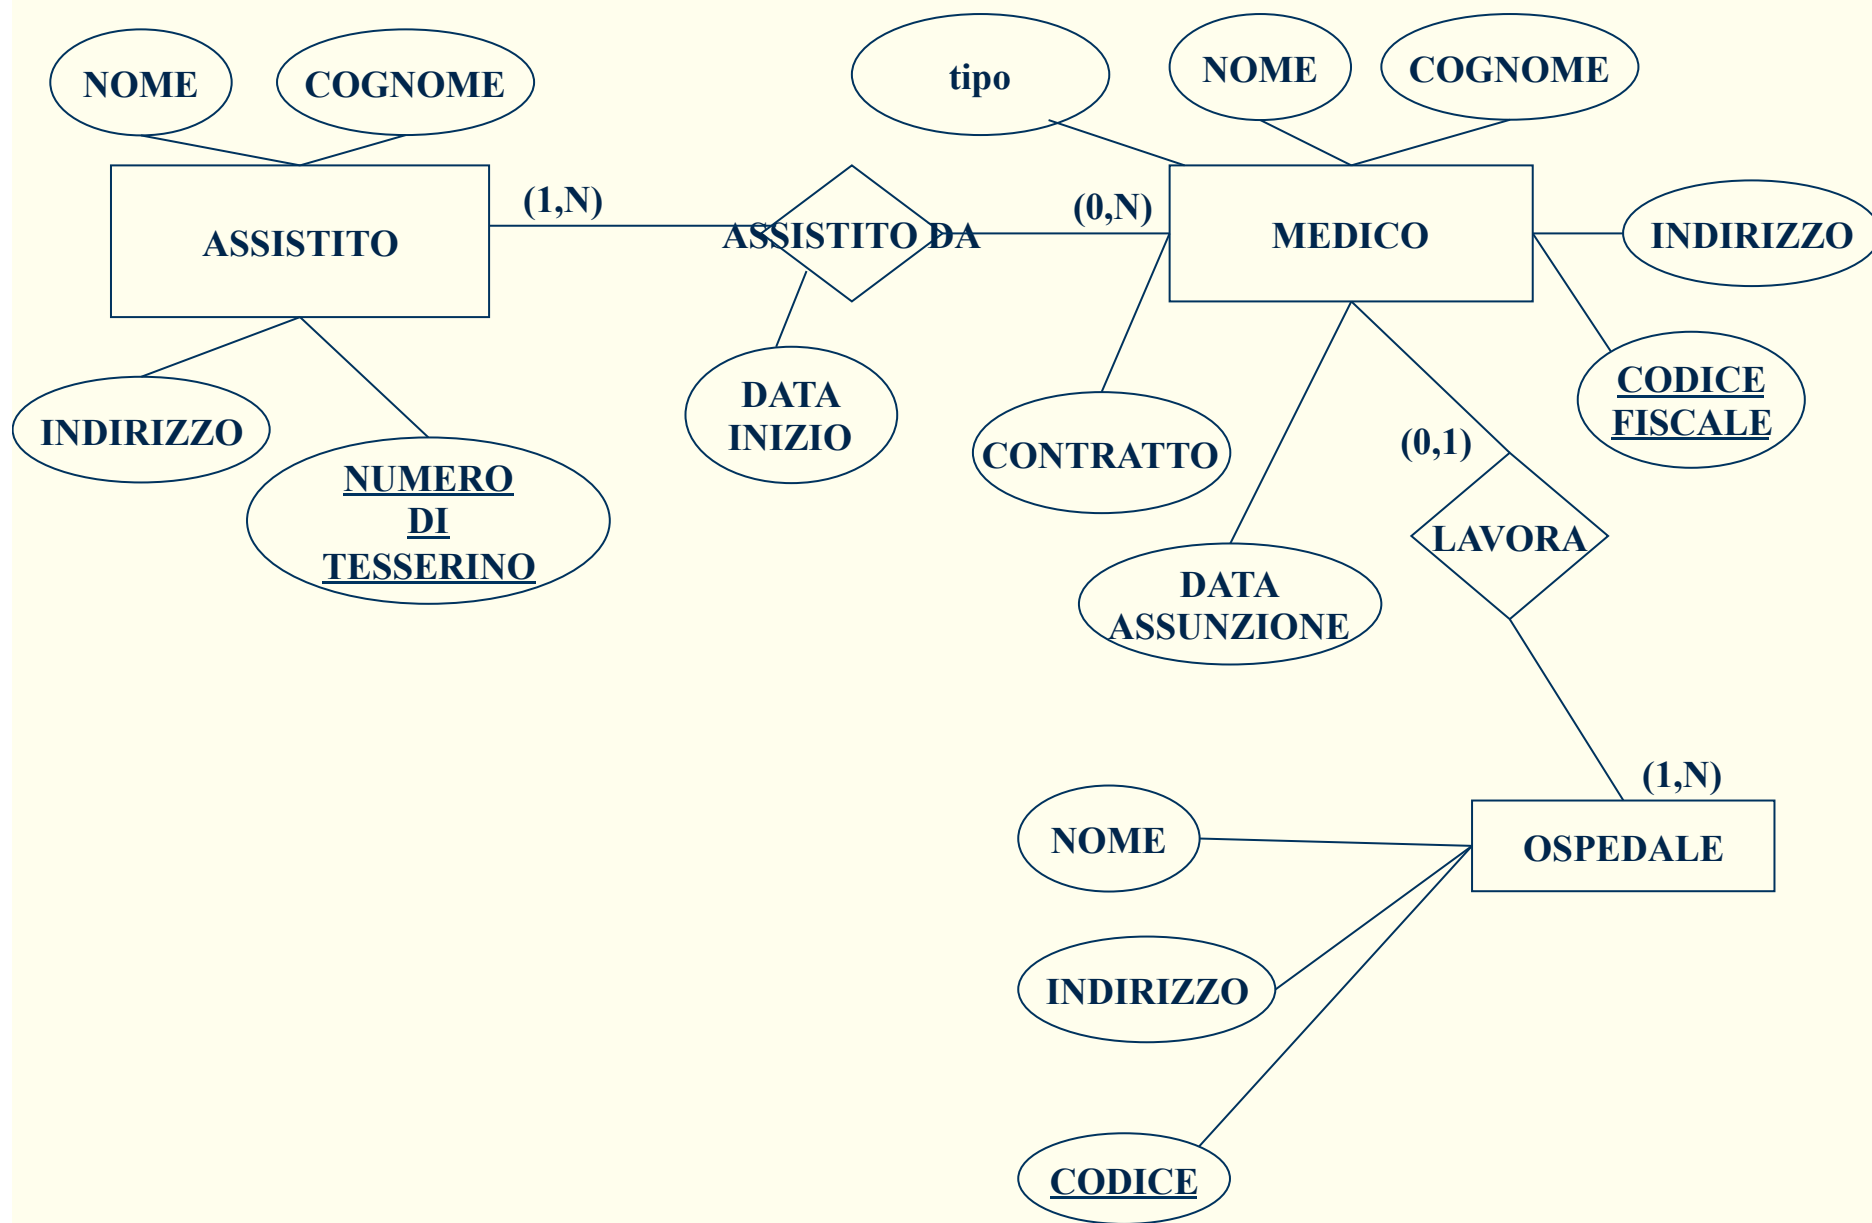 NOME
COGNOME
tipo
NOME
COGNOME
(1,N)
(0,N)
ASSISTITO
ASSISTITO DA
MEDICO
INDIRIZZO
DATA
INIZIO
CODICE
FISCALE
INDIRIZZO
CONTRATTO
(0,1)
NUMERO
DI
TESSERINO
LAVORA
DATA
ASSUNZIONE
(1,N)
NOME
OSPEDALE
INDIRIZZO
CODICE